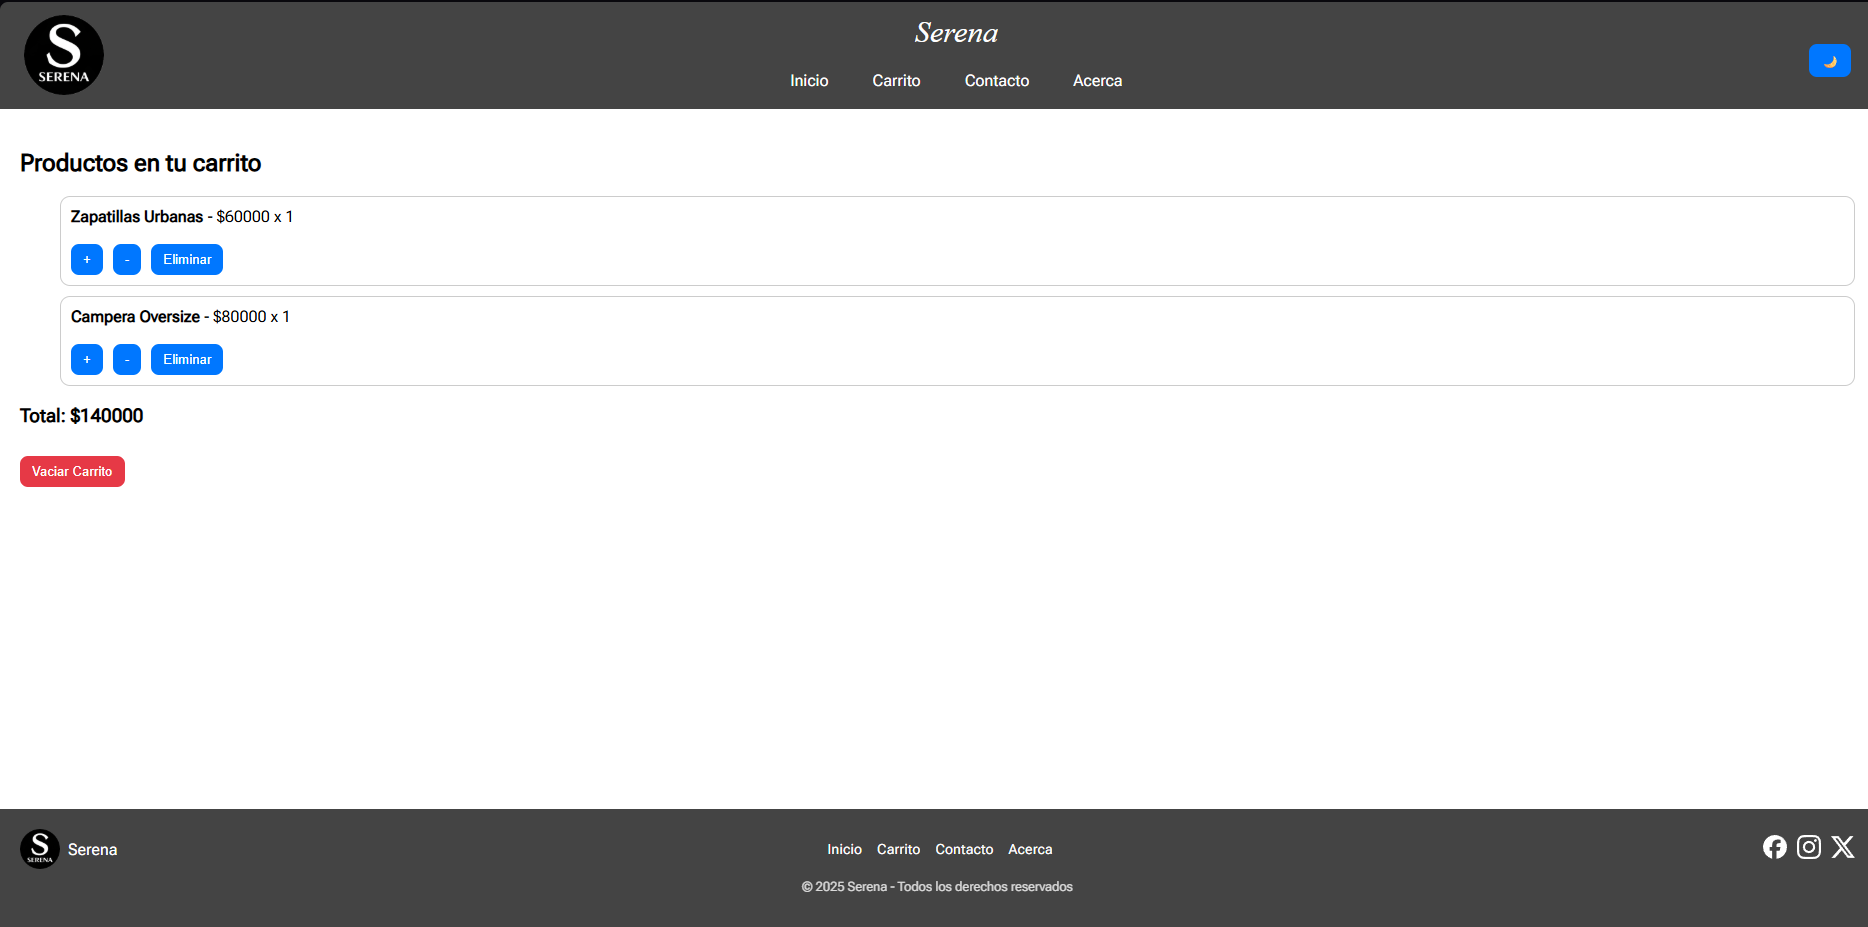 S
SERENA
Serena
Inicio Carrito Contacto Acerca
Productos en tu carrito
Zapatillas Urbanas - $60000 x 1
+ - Eliminar
Campera Oversize - $80000 x 1
+ - Eliminar
Total: $140000
Vaciar Carrito
S
SERENA
Serena
Inicio Carrito Contacto Acerca
© 2025 Serena - Todos los derechos reservados